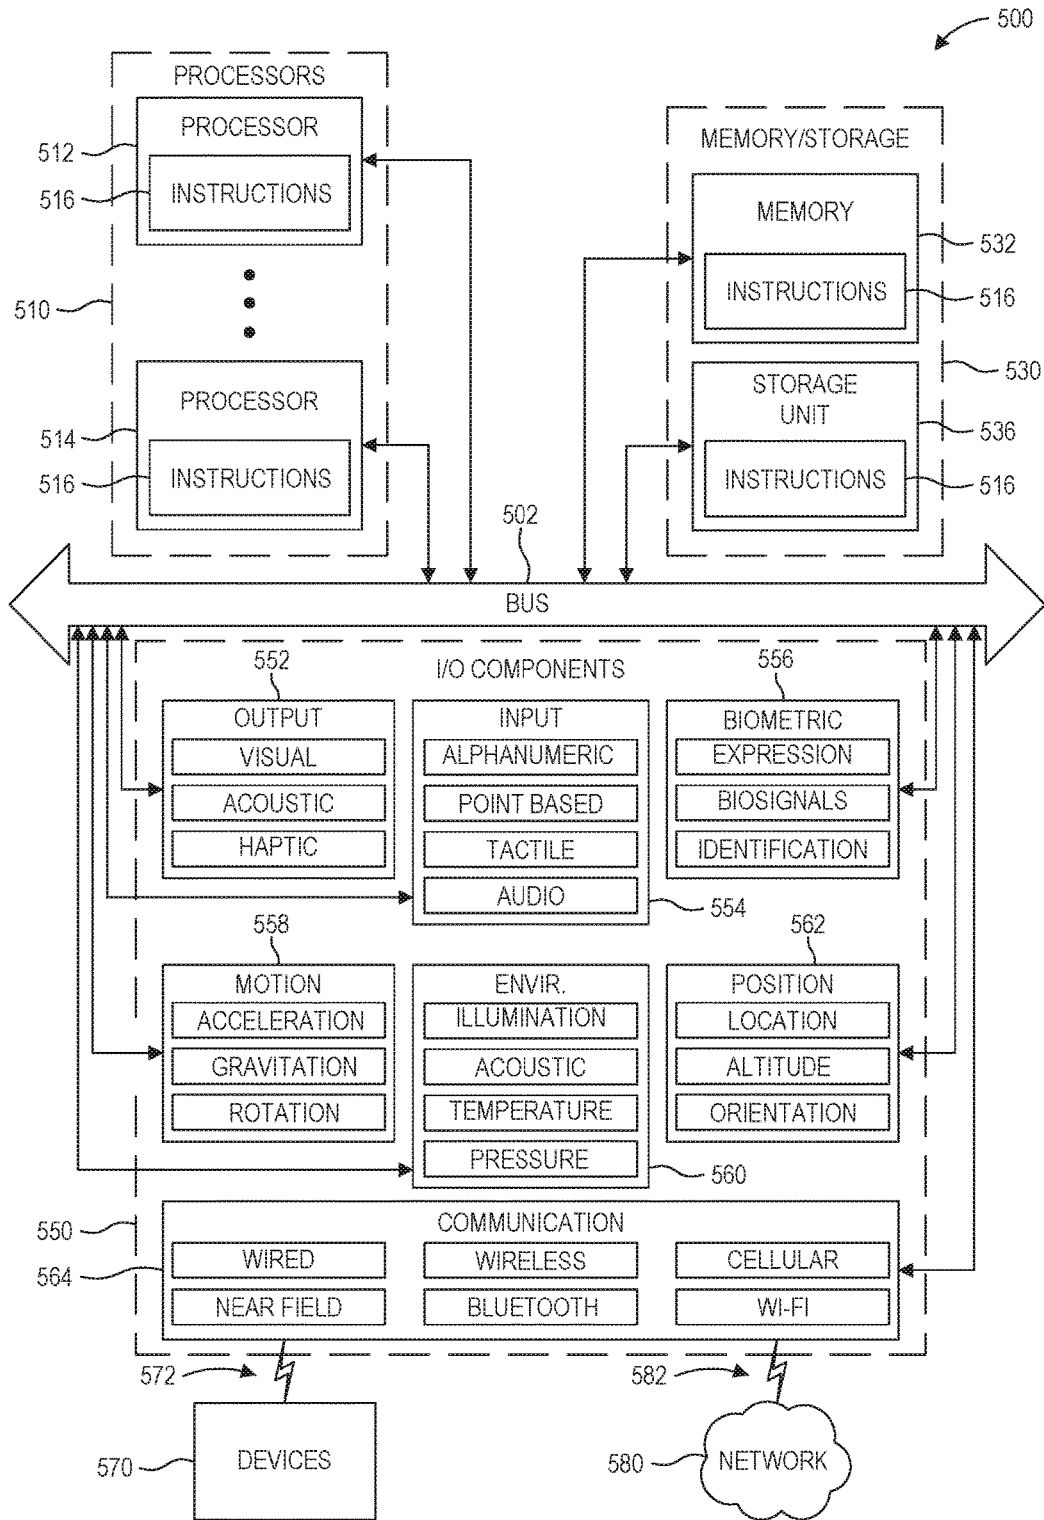 500
PROCESSORS
PROCESSOR
512
INSTRUCTIONS
516
510
PROCESSOR
514
INSTRUCTIONS
516
MEMORY/STORAGE
MEMORY
532
INSTRUCTIONS
516
530
STORAGE
UNIT
536
INSTRUCTIONS
516
502
BUS
I/O COMPONENTS
552
OUTPUT
VISUAL
ACOUSTIC
HAPTIC
INPUT
ALPHANUMERIC
POINT BASED
TACTILE
AUDIO
554
556
BIOMETRIC
EXPRESSION
BIOSIGNALS
IDENTIFICATION
558
MOTION
ACCELERATION
GRAVITATION
ROTATION
ENVIR.
ILLUMINATION
ACOUSTIC
TEMPERATURE
PRESSURE
560
562
POSITION
LOCATION
ALTITUDE
ORIENTATION
550
COMMUNICATION
564
WIRED
WIRELESS
CELLULAR
NEAR FIELD
BLUETOOTH
WI-FI
572
582
570
DEVICES
580
NETWORK